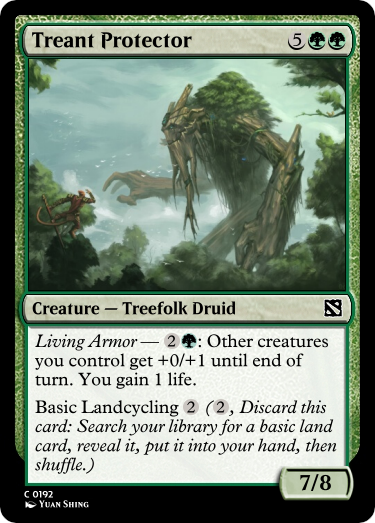 Treant Protector 5
Creature — Treefolk Druid
Living Armor — 2: Other creatures
you control get +0/+1 until end of
turn. You gain 1 life.
Basic Landcycling 2 (2, Discard this
card: Search your library for a basic land
card, reveal it, put it into your hand, then
shuffle.)
7/8
C 0192
Yuan Shing